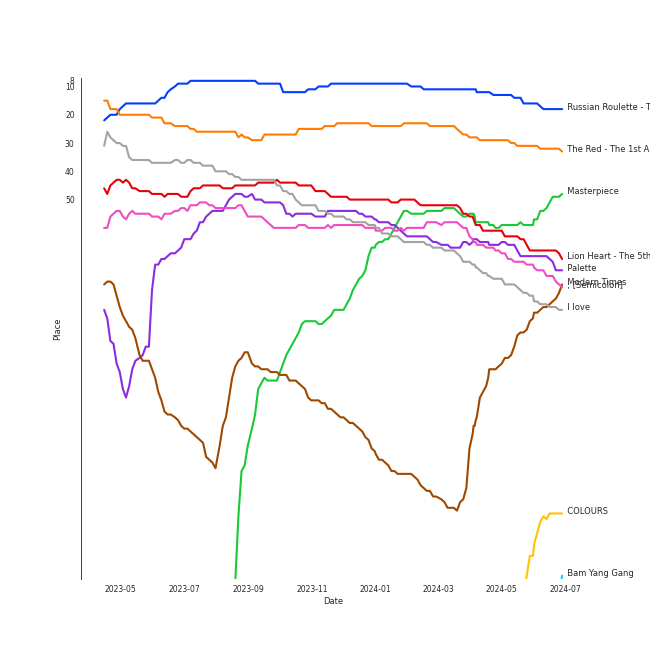 8
10
20
30
40
50
Place
Russian Roulette - T
The Red - The 1st A
Masterpiece
Lion Heart - The 5th
Palette
Modern Times
[Semicolon]
I love
COLOURS
Bam Yang Gang
2023-05
2023-07
2023-09
2023-11
2024-01
2024-03
2024-05
2024-07
Date